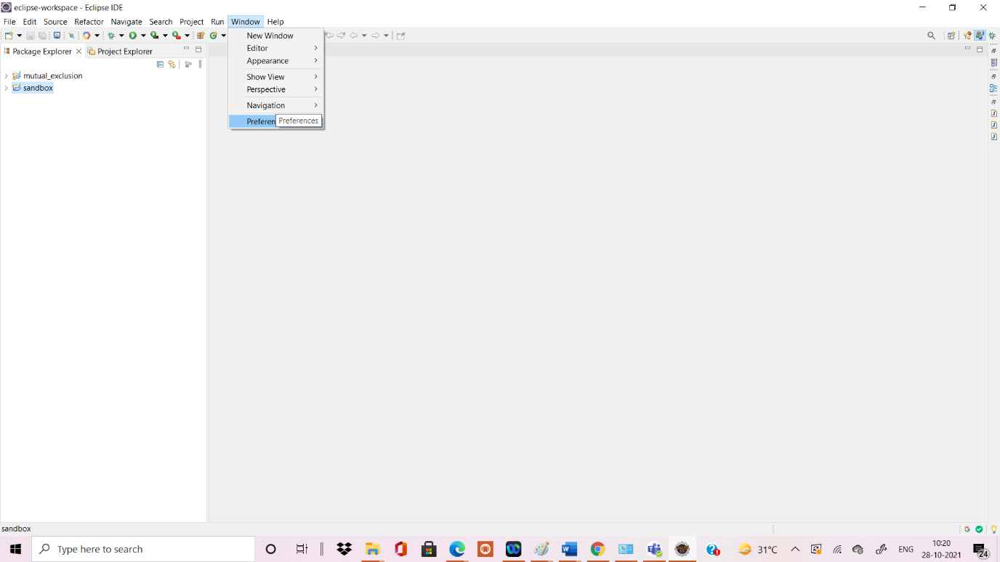 eclipse-workspace - Eclipse IDE
File Edit Source Refactor Navigate Search Project Run Window Help
Package Explorer Project Explorer
mutual_exclusion
sandbox
New Window
Editor
Appearance
Show View
Perspective
Navigation
Preferen Preferences
sandbox
Type here to search
31°C
ENG
10:20
28-10-2021
24